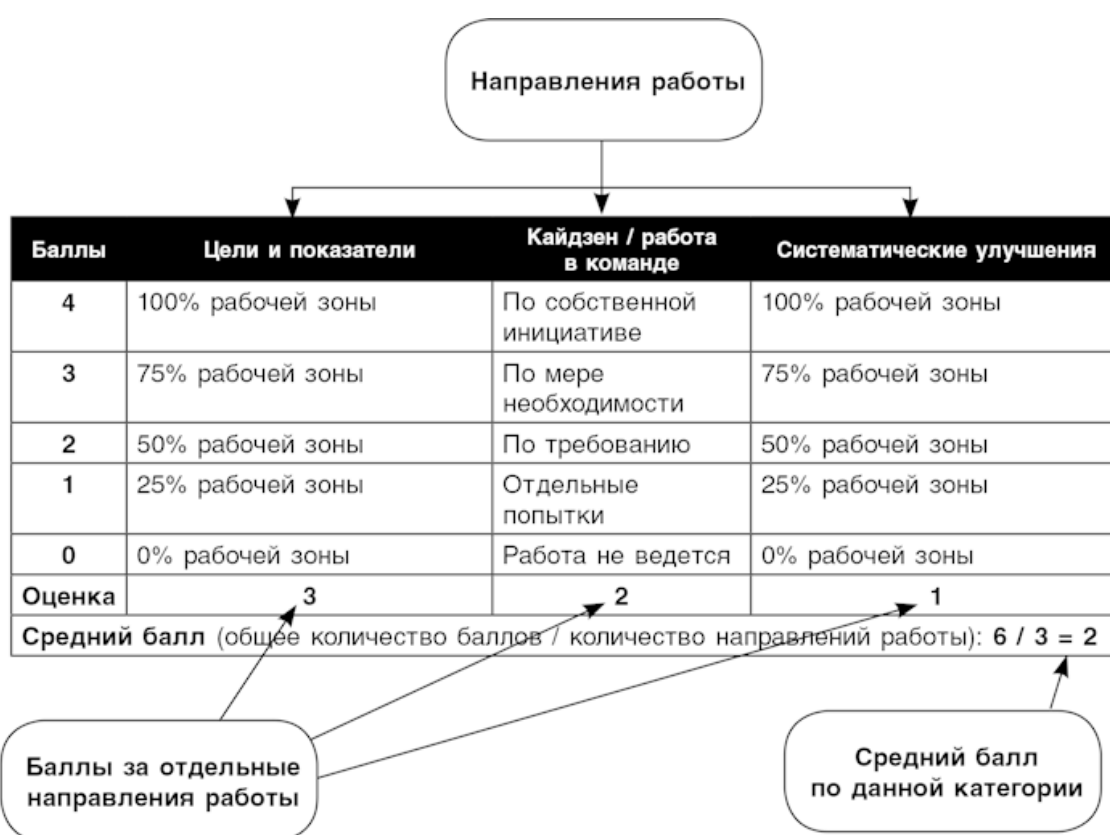 Направления работы
Баллы Цели и показатели Кайдзен / работа в команде Систематические улучшения
4 100% рабочей зоны По собственной инициативе 100% рабочей зоны
3 75% рабочей зоны По мере необходимости 75% рабочей зоны
2 50% рабочей зоны По требованию 50% рабочей зоны
1 25% рабочей зоны Отдельные попытки 25% рабочей зоны
0 0% рабочей зоны Работа не ведется 0% рабочей зоны
Оценка 3 2 1
Средний балл (общее количество баллов / количество направлений работы): 6 / 3 = 2
Баллы за отдельные
направления работы
Средний балл
по данной категории